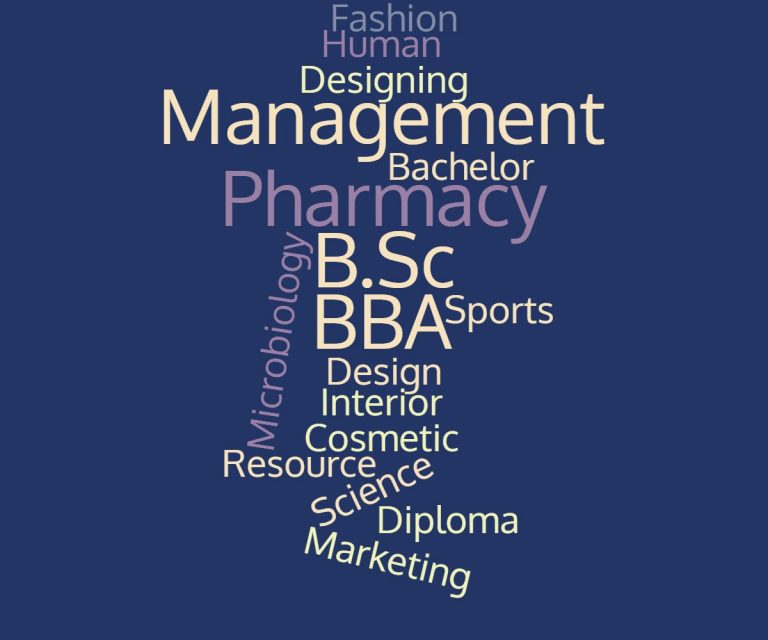 Fashion
Human
Designing
Management
Bachelor
Pharmacy
Microbiology
B.Sc
BBA
Sports
Design
Interior
Cosmetic
Resource
Science
Diploma
Marketing